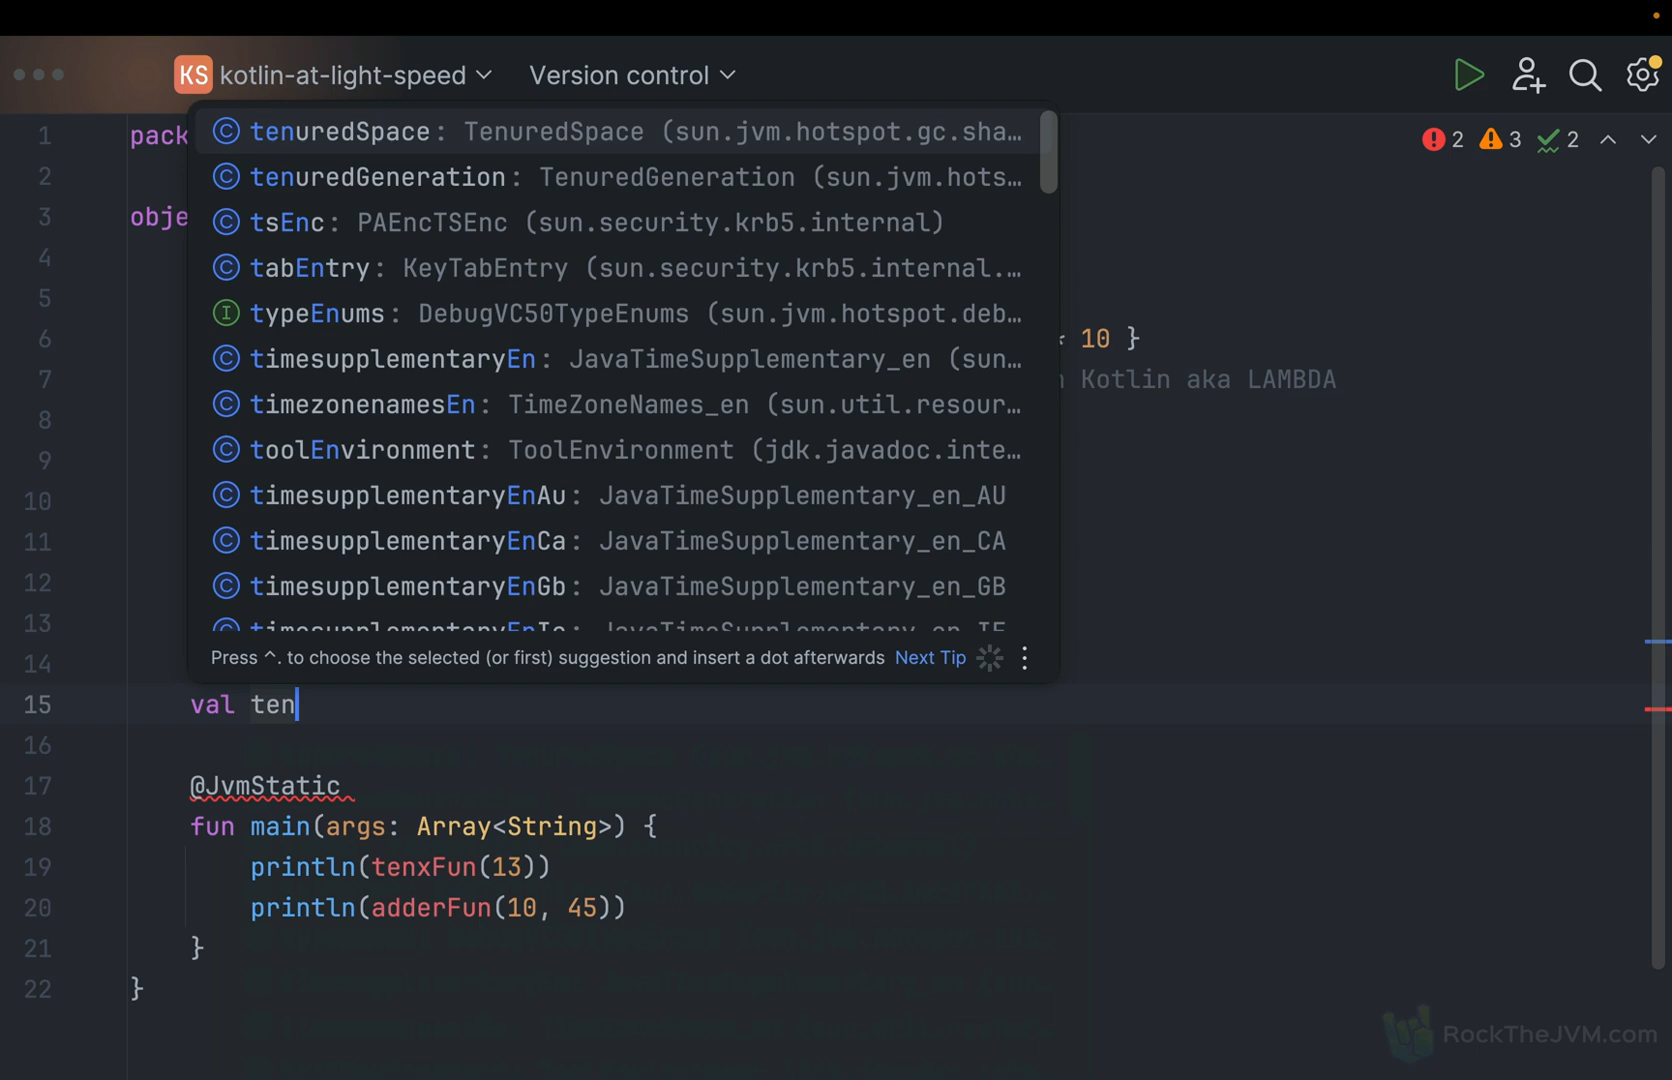 KS kotlin-at-light-speed Version control
1 pack
2
3 obje
4
5
6 10 }
7 Kotlin aka LAMBDA
8
9
10
11
12
13
14
15 val ten
16
17 @JvmStatic
18 fun main(args: Array<String>) {
19 println(tenxFun(13))
20 println(adderFun(10, 45))
21 }
22 }
2 3 2
tenuredSpace: TenuredSpace (sun.jvm.hotspot.gc.sha…
tenuredGeneration: TenuredGeneration (sun.jvm.hots…
tsEnc: PAEncTSEnc (sun.security.krb5.internal)
tabEntry: KeyTabEntry (sun.security.krb5.internal.…
typeEnums: DebugVC50TypeEnums (sun.jvm.hotspot.deb…
timesupplementaryEn: JavaTimeSupplementary_en (sun…
timezonenamesEn: TimeZoneNames_en (sun.util.resour…
toolEnvironment: ToolEnvironment (jdk.javadoc.inte…
timesupplementaryEnAu: JavaTimeSupplementary_en_AU
timesupplementaryEnCa: JavaTimeSupplementary_en_CA
timesupplementaryEnGb: JavaTimeSupplementary_en_GB
Press ^. to choose the selected (or first) suggestion and insert a dot afterwards Next Tip
RockTheJVM.com